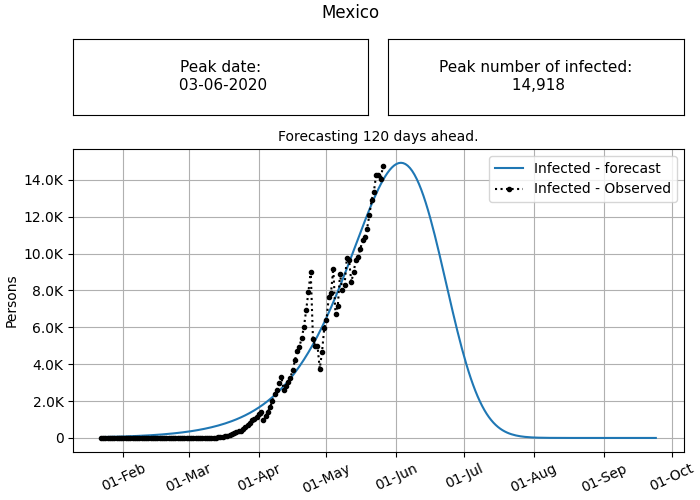 Mexico
Peak date:
03-06-2020
Peak number of infected:
14,918
Forecasting 120 days ahead.
Infected - forecast
Infected - Observed
Persons
14.0K
12.0K
10.0K
8.0K
6.0K
4.0K
2.0K
0
01-Feb
01-Mar
01-Apr
01-May
01-Jun
01-Jul
01-Aug
01-Sep
01-Oct